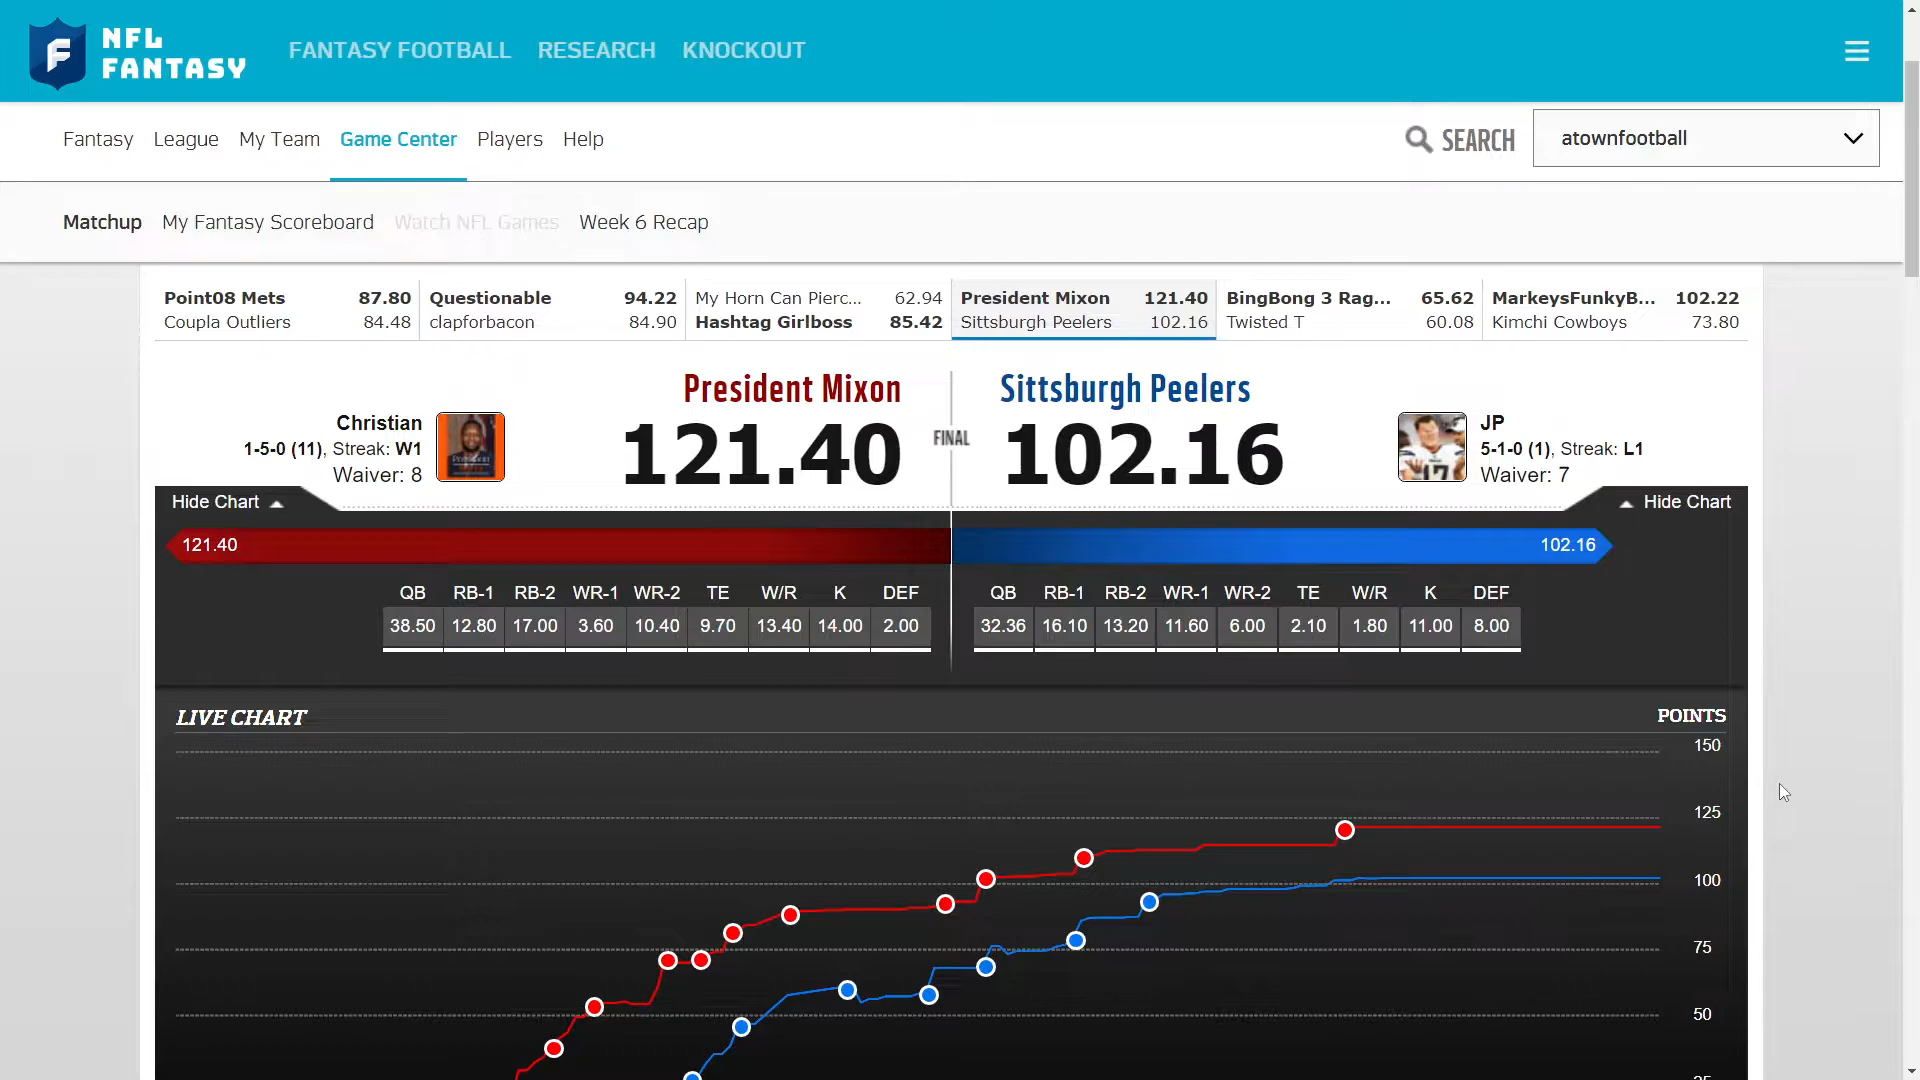 NFL FANTASY
FANTASY FOOTBALL RESEARCH KNOCKOUT
Fantasy League My Team Game Center Players Help
SEARCH
atownfootball
Matchup My Fantasy Scoreboard Watch NFL Games Week 6 Recap
Point08 Mets 87.80
Coupla Outliers 84.48
Questionable 94.22
clapforbacon 84.90
My Horn Can Pierc... 62.94
Hashtag Girlboss 85.42
President Mixon 121.40
Sittsburgh Peelers 102.16
BingBong 3 Rag... 65.62
Twisted T 60.08
MarkeysFunkyB... 102.22
Kimchi Cowboys 73.80
President Mixon
121.40
Christian
1-5-0 (11), Streak: W1
Waiver: 8
FINAL
Sittsburgh Peelers
102.16
JP
5-1-0 (1), Streak: L1
Waiver: 7
Hide Chart
Hide Chart
121.40
102.16
QB RB-1 RB-2 WR-1 WR-2 TE W/R K DEF
38.50 12.80 17.00 3.60 10.40 9.70 13.40 14.00 2.00
QB RB-1 RB-2 WR-1 WR-2 TE W/R K DEF
32.36 16.10 13.20 11.60 6.00 2.10 1.80 11.00 8.00
LIVE CHART
POINTS
150
125
100
75
50